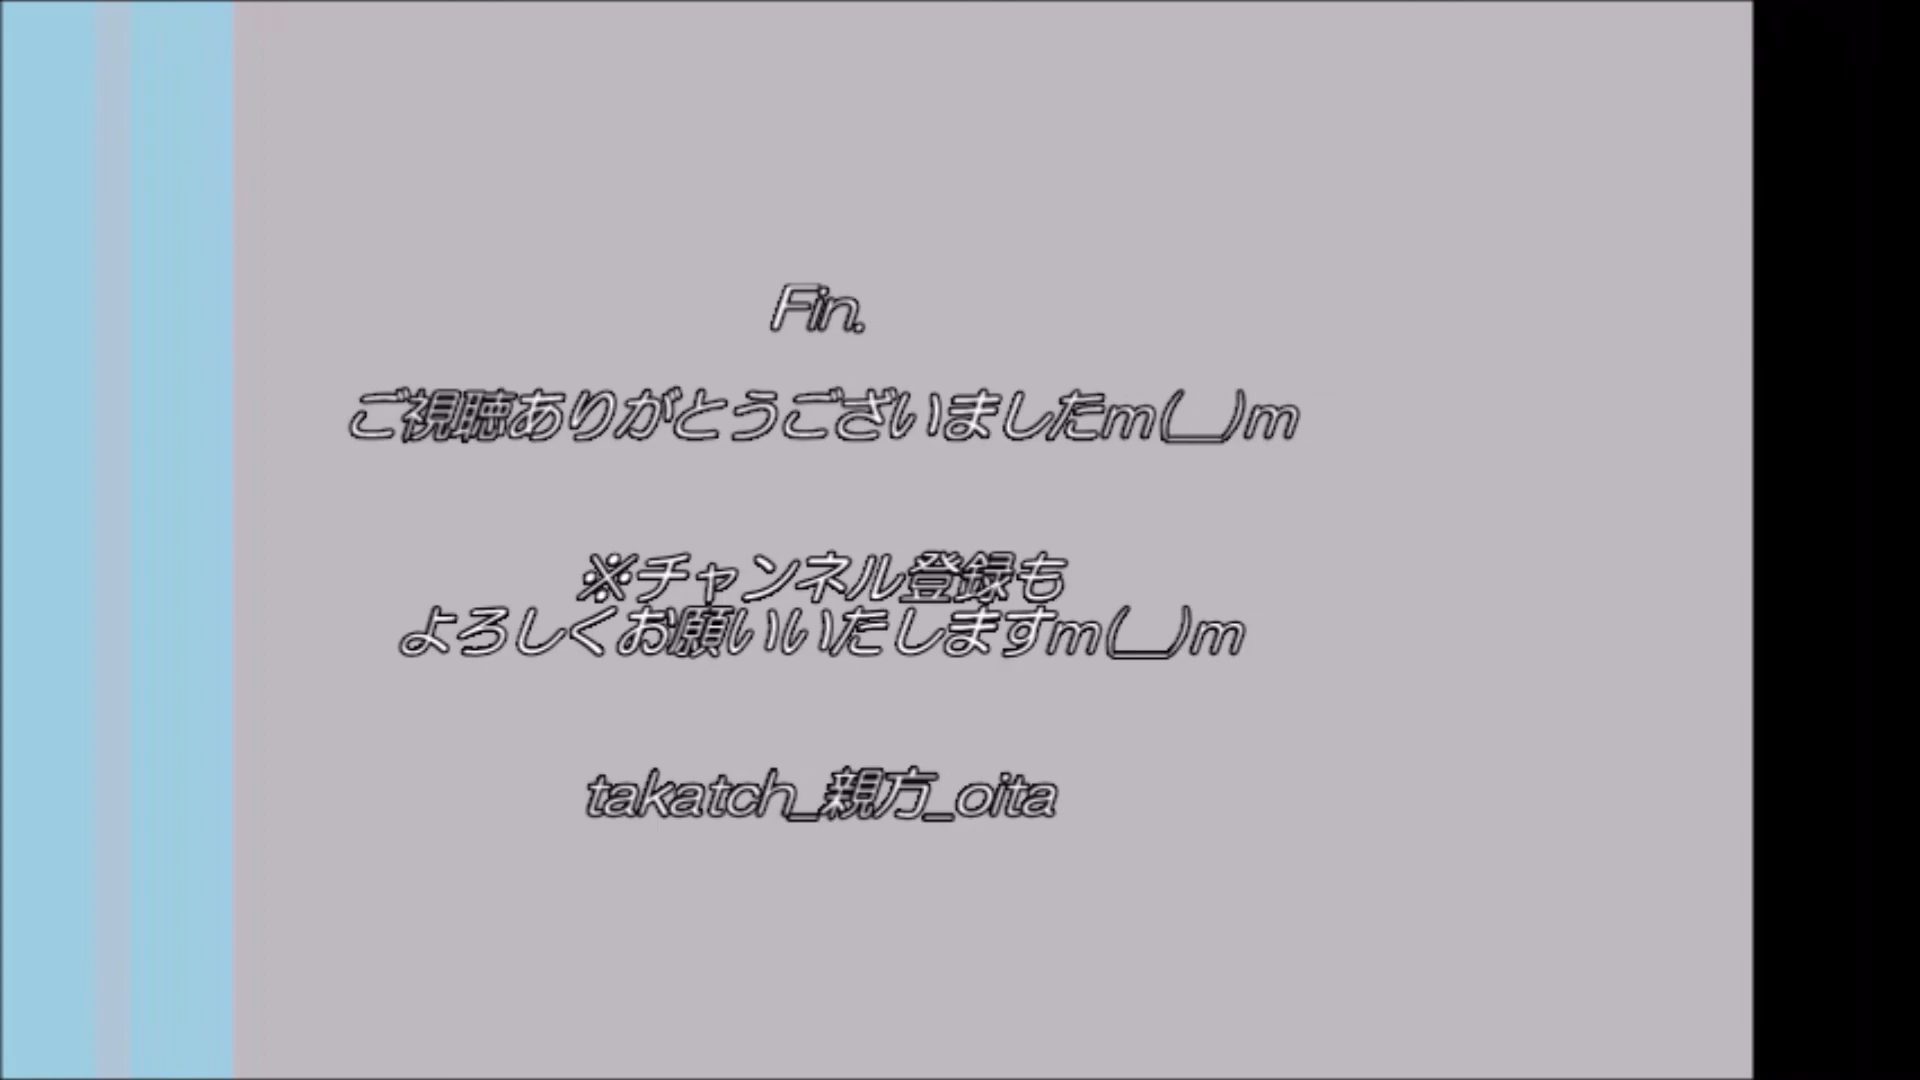 Fin.
ご視聴ありがとうございましたm(__)m
※チャンネル登録も
よろしくお願いいたしますm(__)m
takatch_親方_oita